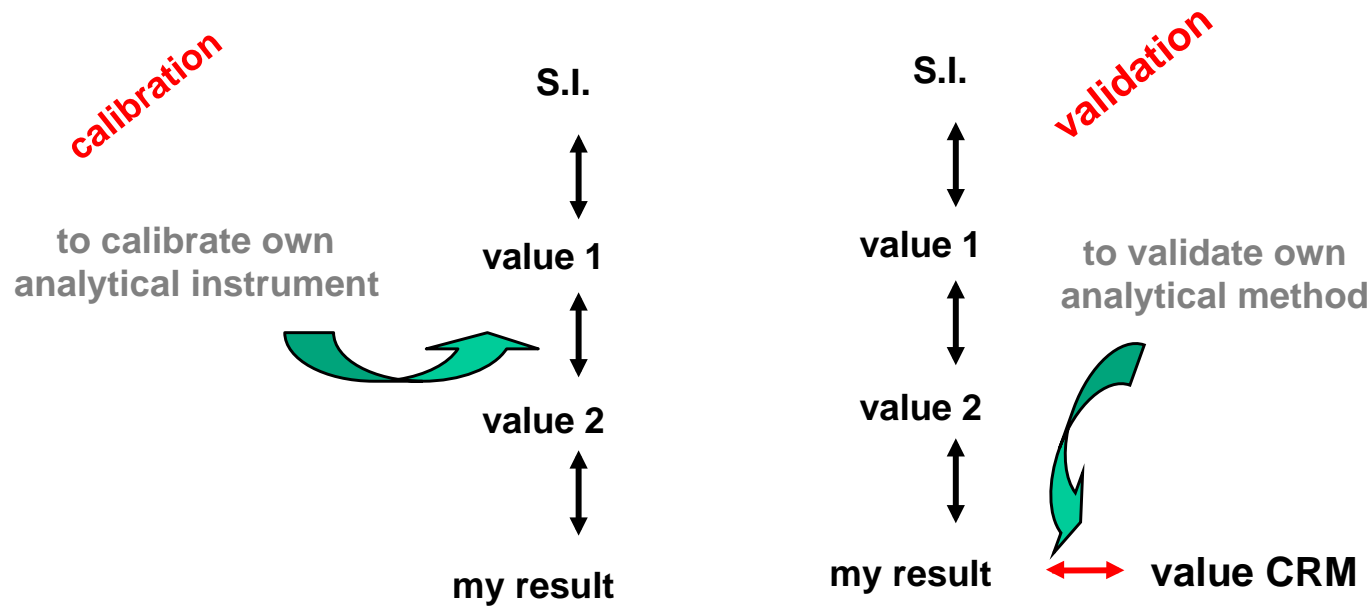 calibration
S.I.
to calibrate own
analytical instrument
value 1
value 2
my result
validation
S.I.
value 1
to validate own
analytical method
value 2
my result
value CRM